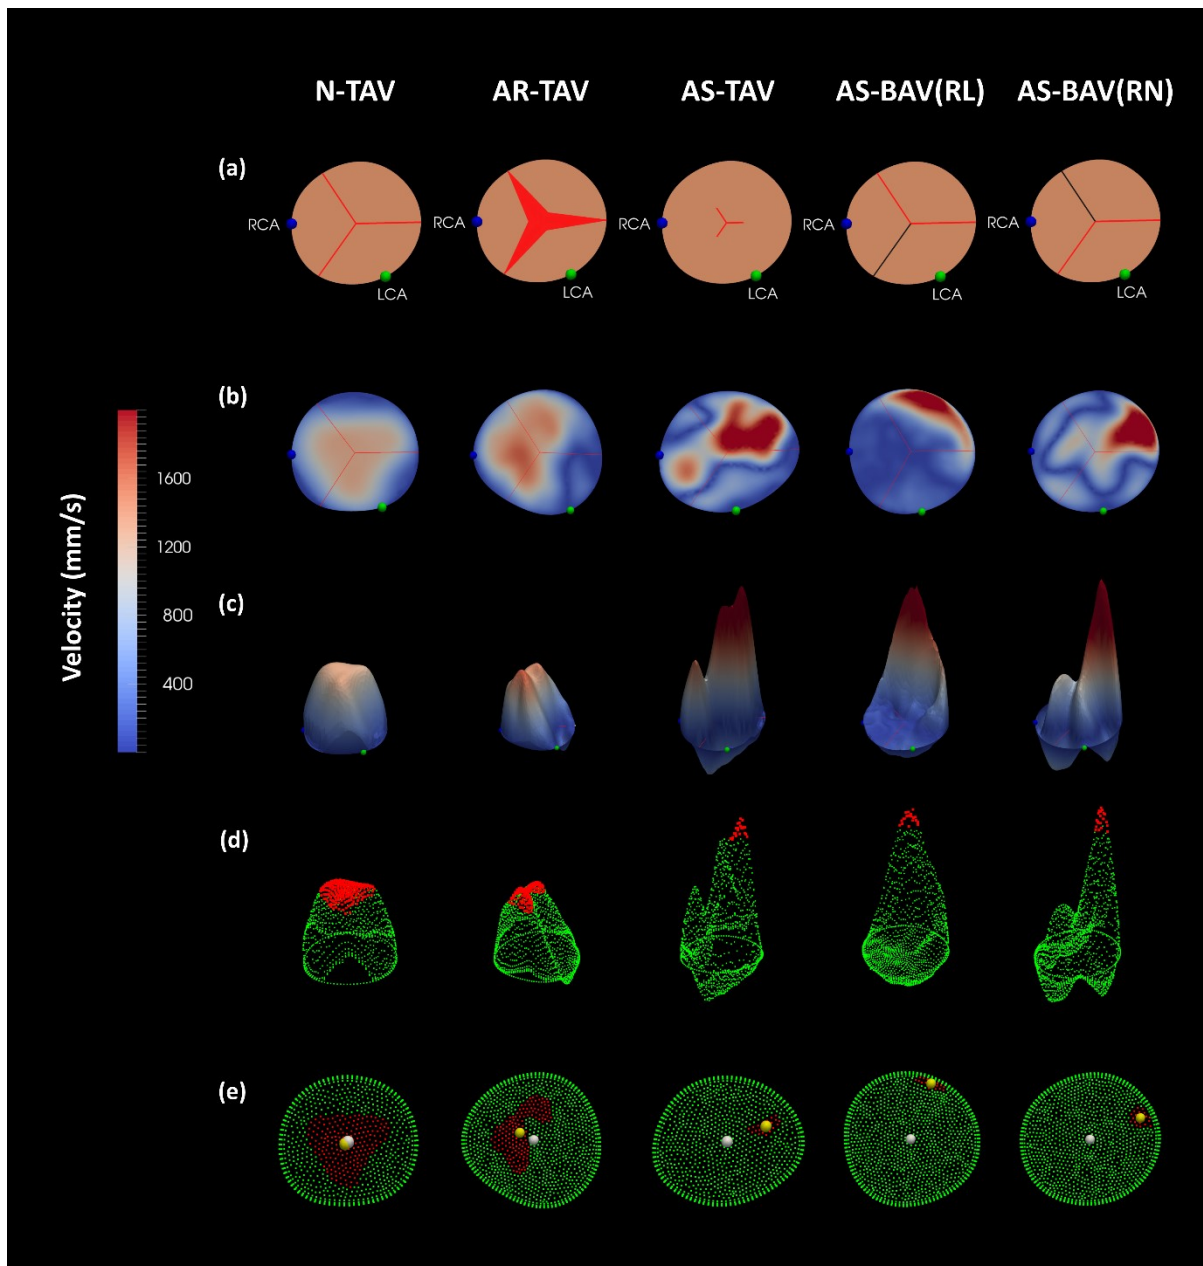 N-TAV AR-TAV AS-TAV AS-BAV(RL) AS-BAV(RN)
(a)
RCA RCA RCA RCA RCA
LCA LCA LCA LCA LCA
(b)
Velocity (mm/s)
1600
1200
800
400
(c)
(d)
(e)